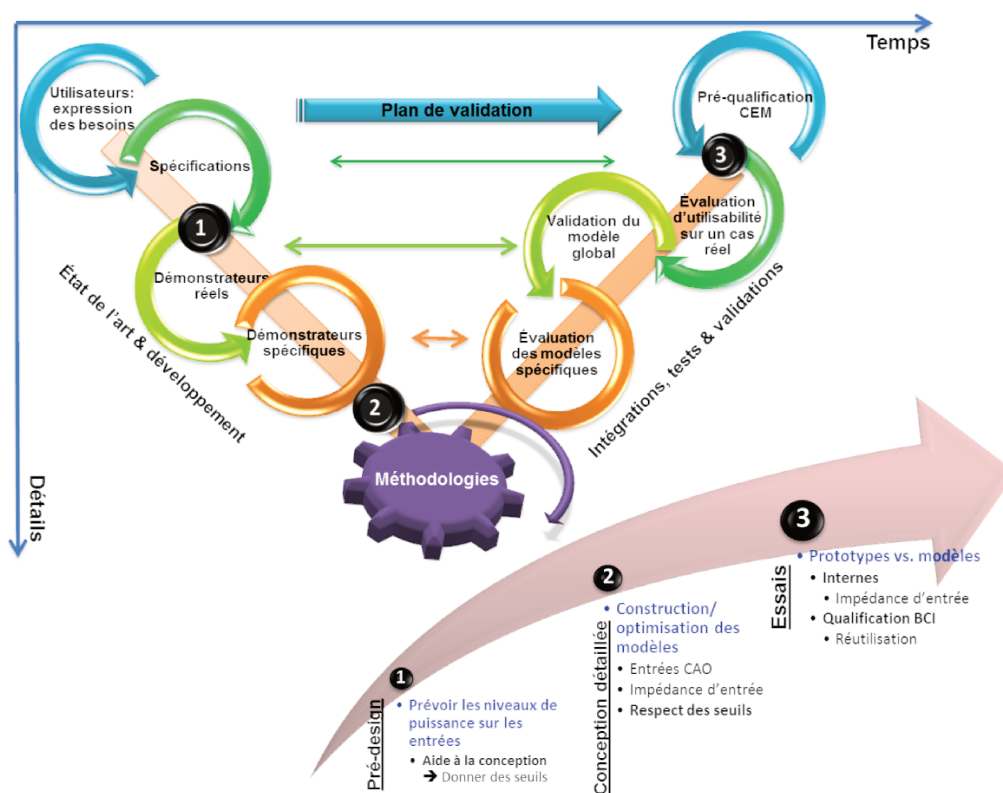 Temps
Utilisateurs:
expression
des besoins
Plan de validation
Pré-qualification
CEM
Spécifications
3
1
Validation du
modèle
global
Évaluation
d'utilisabilité
sur un cas
réel
Démonstrateurs
réels
Démonstrateurs
spécifiques
Évaluation
des modèles
spécifiques
État de l'art & développement
Intégrations, tests & validations
2
Méthodologies
Détails
3
Essais
• Prototypes vs. modèles
• Internes
• Impédance d'entrée
• Qualification BCI
• Réutilisation
2
Conception détaillée
• Construction/
optimisation des
modèles
• Entrées CAO
• Impédance d'entrée
• Respect des seuils
1
Pré-design
• Prévoir les niveaux de
puissance sur les
entrées
• Aide à la conception
➔ Donner des seuils